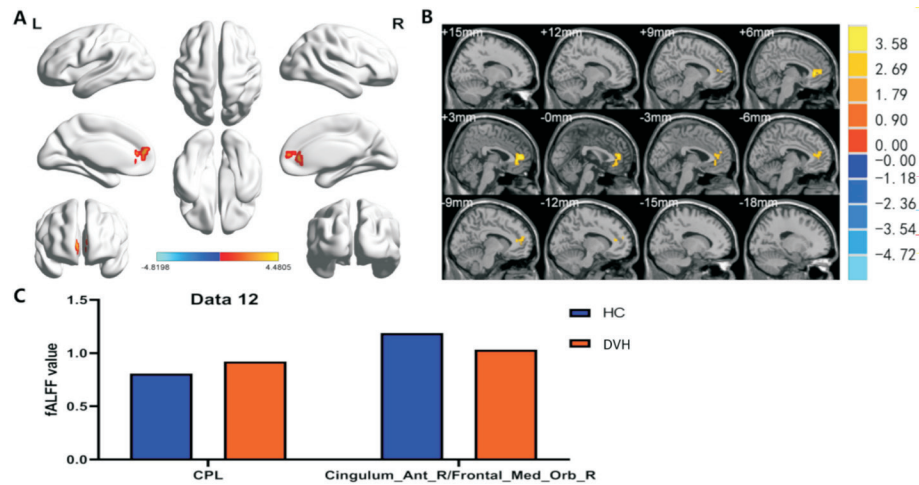 A
L
R
-4.8198
4.4805
B
+15mm
+12mm
+9mm
+6mm
+3mm
-0mm
-3mm
-6mm
-9mm
-12mm
-15mm
-18mm
3.58
2.69
1.79
0.90
0.00
-0.00
-1.18
-2.36
-3.54
-4.72
C
Data 12
fALFF value
1.5
1.0
0.5
0.0
CPL
Cingulum_Ant_R/Frontal_Med_Orb_R
HC
DVH